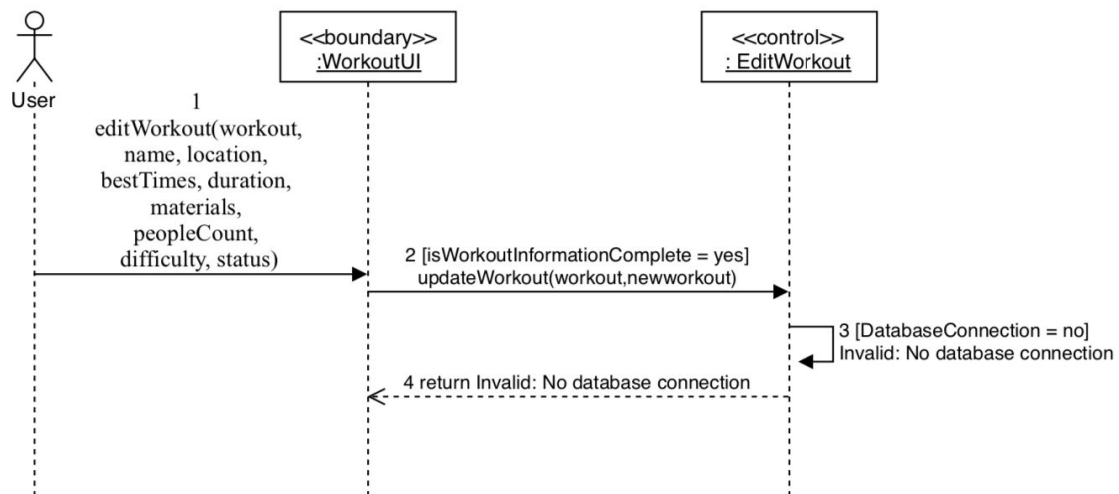 <<boundary>>
:WorkoutUI
<<control>>
: EditWorkout
User
1
editWorkout(workout,
name, location,
bestTimes, duration,
materials,
peopleCount,
difficulty, status)
2 [isWorkoutInformationComplete = yes]
updateWorkout(workout,newworkout)
3 [DatabaseConnection = no]
Invalid: No database connection
4 return Invalid: No database connection